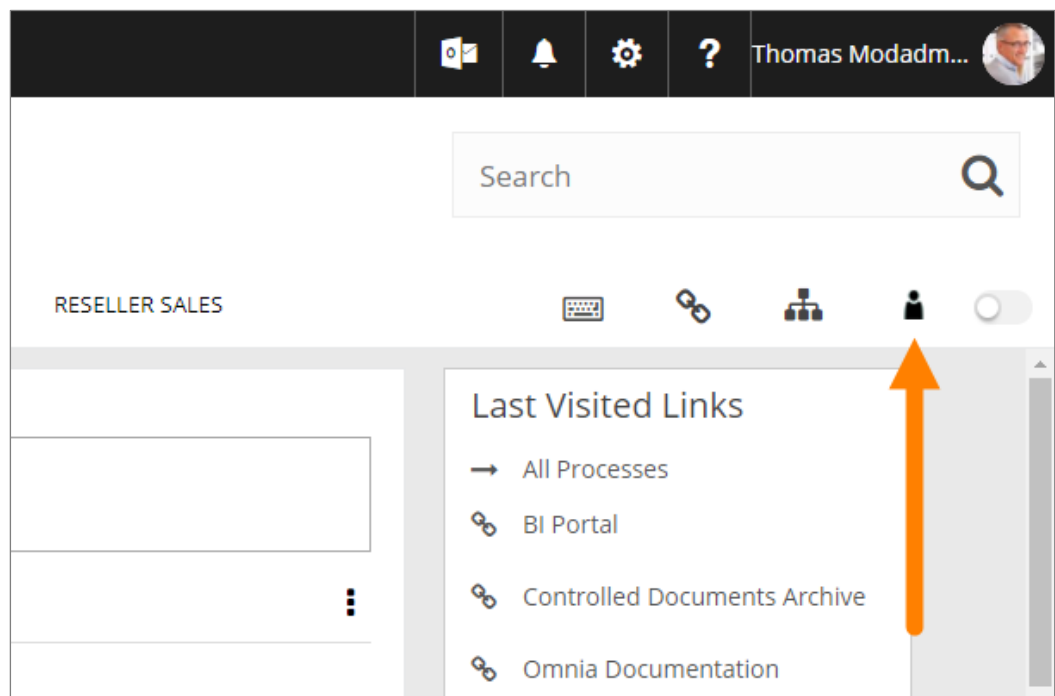 Thomas Modadm...
Search
RESELLER SALES
Last Visited Links
All Processes
BI Portal
Controlled Documents Archive
Omnia Documentation